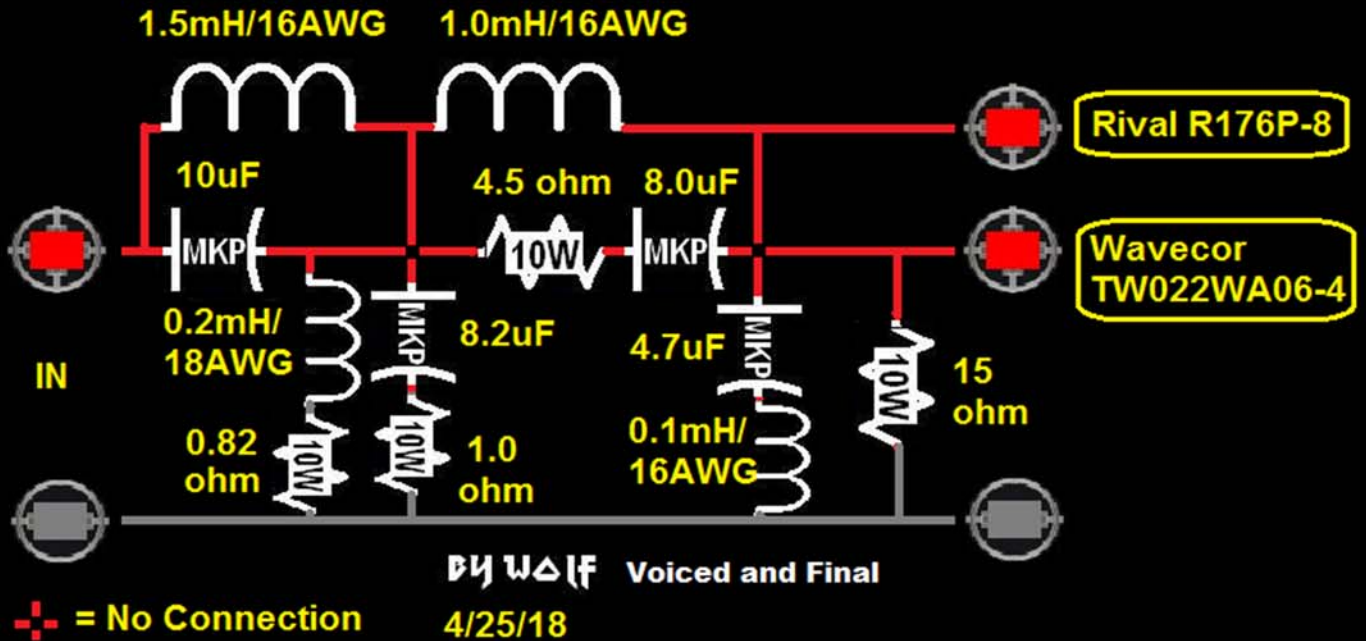 1.5mH/16AWG
1.0mH/16AWG
Rival R176P-8
10uF
4.5 ohm
8.0uF
MKP
10W
MKP
Wavecor
TW022WA06-4
0.2mH/
18AWG
MKP
8.2uF
4.7uF
MKP
10W
15
ohm
IN
0.82
ohm
10W
10W
1.0
ohm
0.1mH/
16AWG
By Wolf
Voiced and Final
= No Connection
4/25/18